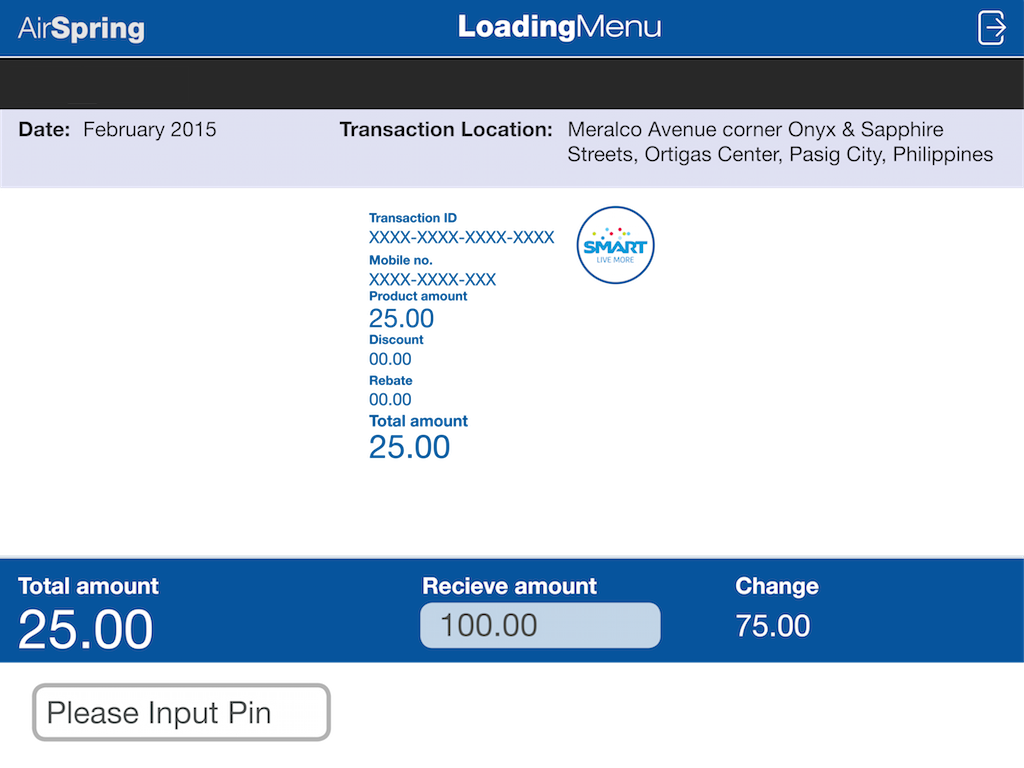 AirSpring
LoadingMenu
Date: February 2015
Transaction Location: Meralco Avenue corner Onyx & Sapphire
Streets, Ortigas Center, Pasig City, Philippines
Transaction ID
XXXX-XXXX-XXXX-XXXX
SMART
LIVE MORE
Mobile no.
XXXX-XXXX-XXX
Product amount
25.00
Discount
00.00
Rebate
00.00
Total amount
25.00
Total amount
25.00
Recieve amount
100.00
Change
75.00
Please Input Pin